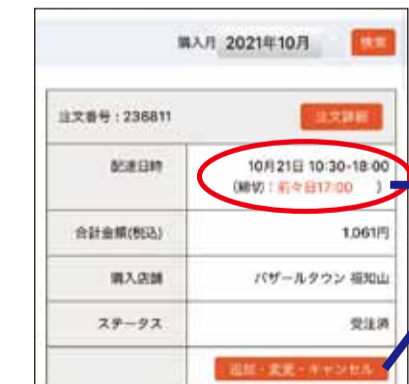 購入月 2021年10月 検索
注文番号：236811 注文詳細
配達日時 10月21日 10:30-18:00
(締切：前々日17:00 )
合計金額(税込) 1,061円
購入店舗 バザールタウン 福知山
ステータス 受注済
追加・変更・キャンセル